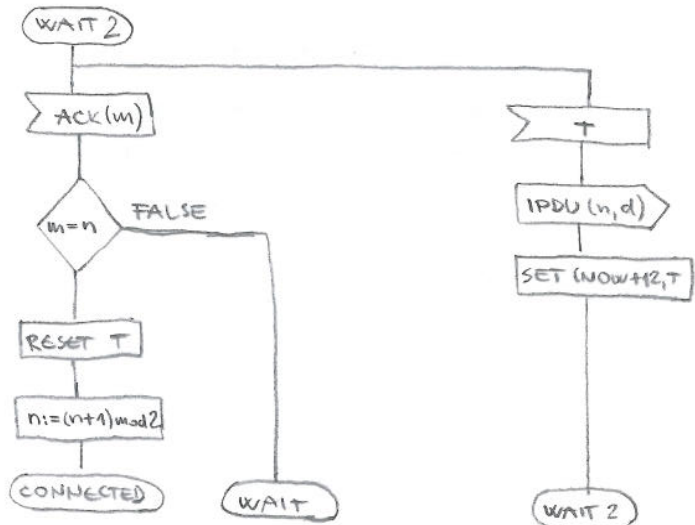 WAIT 2
ACK(m)
T
m=n
FALSE
IPDU(n,d)
SET (NOW+12,T
RESET T
n:=(n+1)mod2
CONNECTED
WAIT
WAIT 2